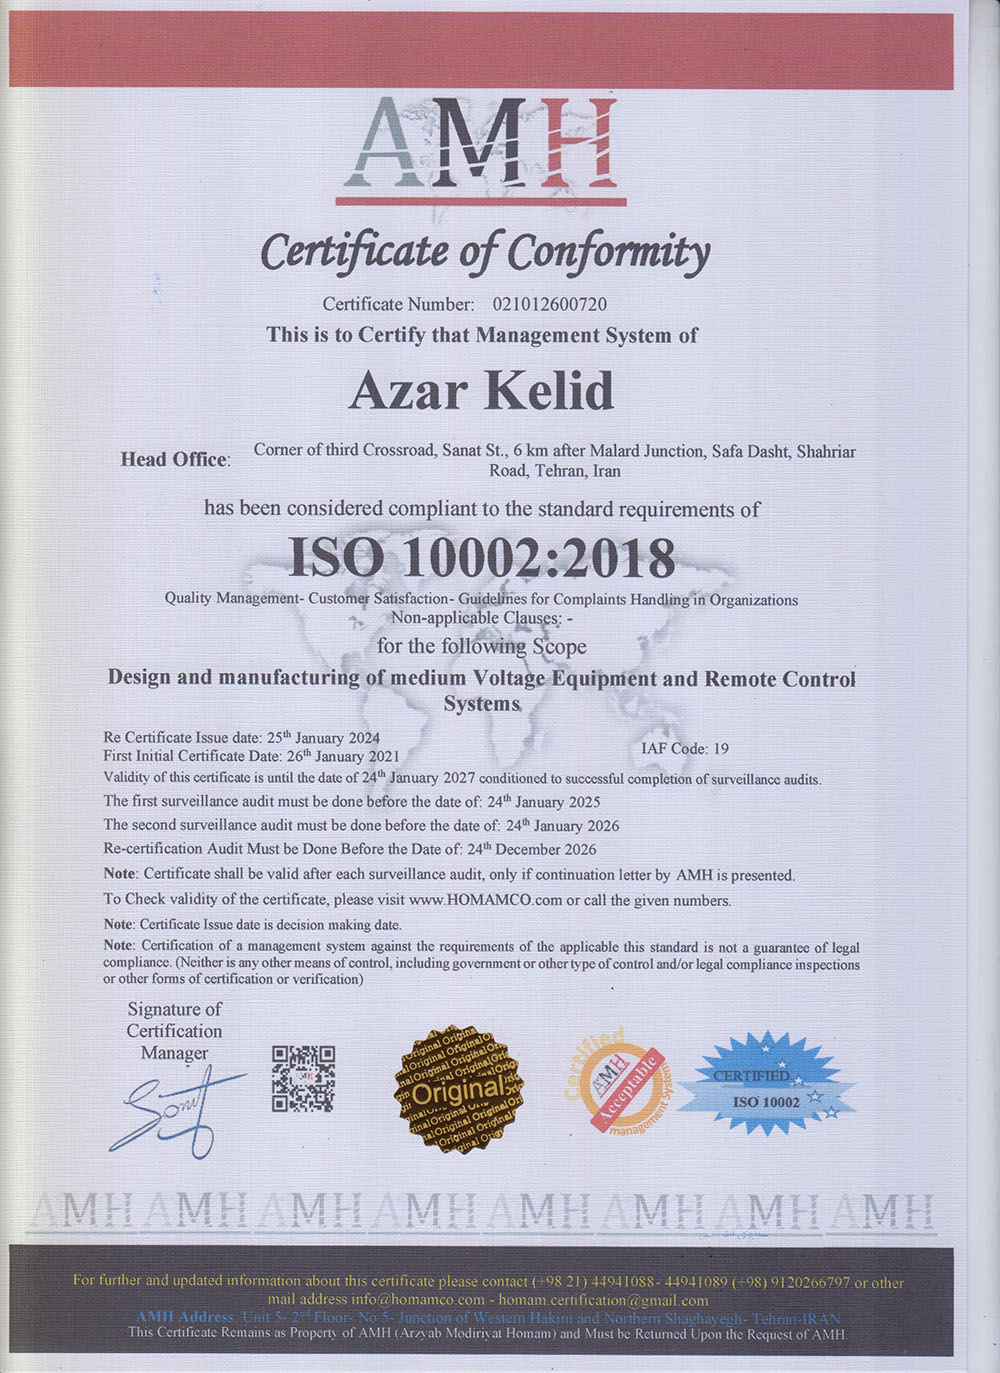 AMH
Certificate of Conformity
Certificate Number: 021012600720
This is to Certify that Management System of
Azar Kelid
Head Office:
Corner of third Crossroad, Sanat St., 6 km after Malard Junction, Safa Dasht, Shahriar
Road, Tehran, Iran
has been considered compliant to the standard requirements of
ISO 10002:2018
Quality Management- Customer Satisfaction- Guidelines for Complaints Handling in Organizations
Non-applicable Clauses: -
for the following Scope
Design and manufacturing of medium Voltage Equipment and Remote Control
Systems
Re Certificate Issue date: 25th January 2024
First Initial Certificate Date: 26th January 2021
IAF Code: 19
Validity of this certificate is until the date of 24th January 2027 conditioned to successful completion of surveillance audits.
The first surveillance audit must be done before the date of: 24th January 2025
The second surveillance audit must be done before the date of: 24th January 2026
Re-certification Audit Must be Done Before the Date of: 24th December 2026
Note: Certificate shall be valid after each surveillance audit, only if continuation letter by AMH is presented.
To Check validity of the certificate, please visit www.HOMAMCO.com or call the given numbers.
Note: Certificate Issue date is decision making date.
Note: Certification of a management system against the requirements of the applicable this standard is not a guarantee of legal
compliance. (Neither is any other means of control, including government or other type of control and/or legal compliance inspections
or other forms of certification or verification)
Signature of
Certification
Manager
Original
Certified
AMH
Acceptable
management Systems
CERTIFIED
ISO 10002
AMH AMH AMH AMH AMH AMH AMH AMH
For further and updated information about this certificate please contact (+98 21) 44941088- 44941089 (+98) 9120266797 or other
mail address info@homamco.com - homam.certification@gmail.com
AMH Address: Unit 5- 2nd Floor- No 5- Junction of Western Hakim and Northern Shaghayegh- Tehran-IRAN
This Certificate Remains as Property of AMH (Arzyab Modiriyat Homam) and Must be Returned Upon the Request of AMH.